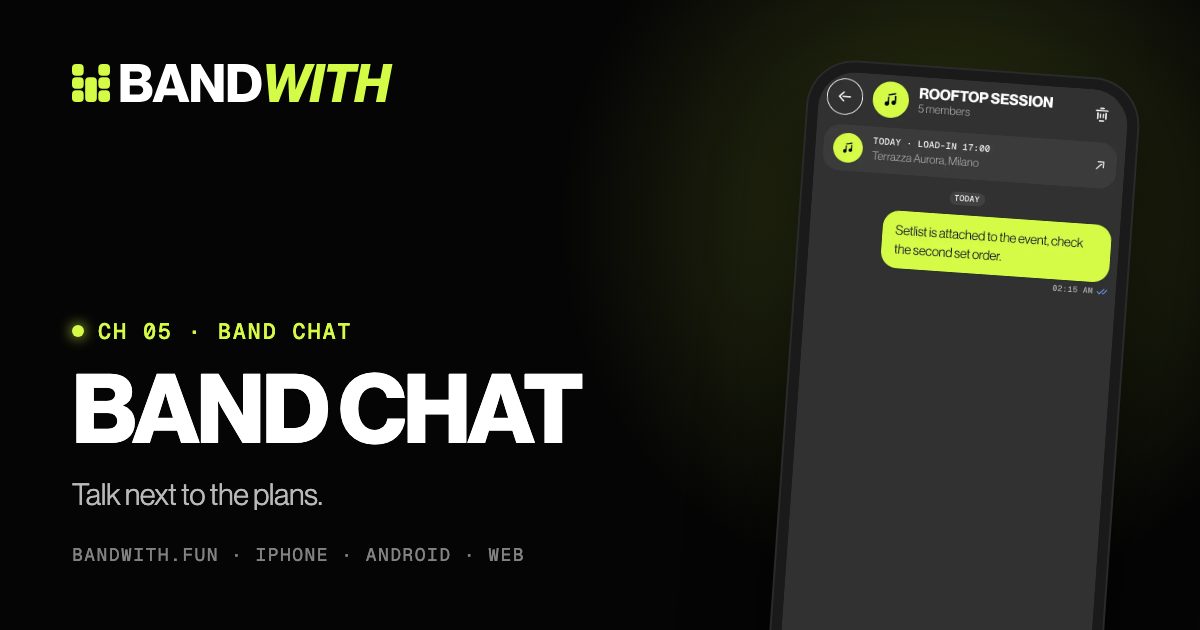 BANDWITH
CH 05 · BAND CHAT
BAND CHAT
Talk next to the plans.
BANDWITH.FUN · IPHONE · ANDROID · WEB
ROOFTOP SESSION
5 members
TODAY · LOAD-IN 17:00
Terrazza Aurora, Milano
TODAY
Setlist is attached to the event, check
the second set order.
02:15 AM